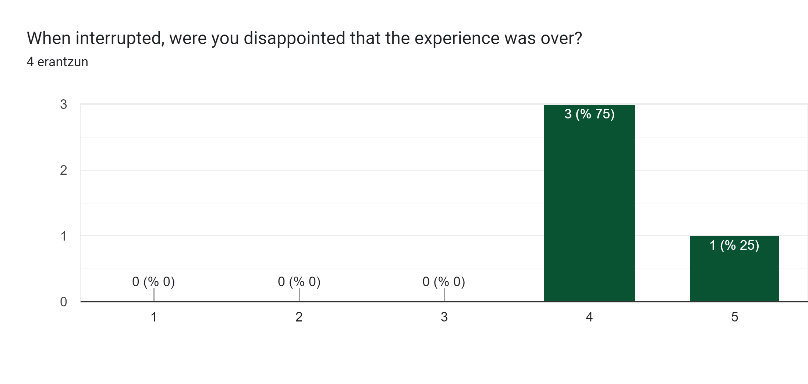 When interrupted, were you disappointed that the experience was over?
4 erantzun
3
3 (% 75)
2
1
1 (% 25)
0 (% 0)
0 (% 0)
0 (% 0)
0
1
2
3
4
5